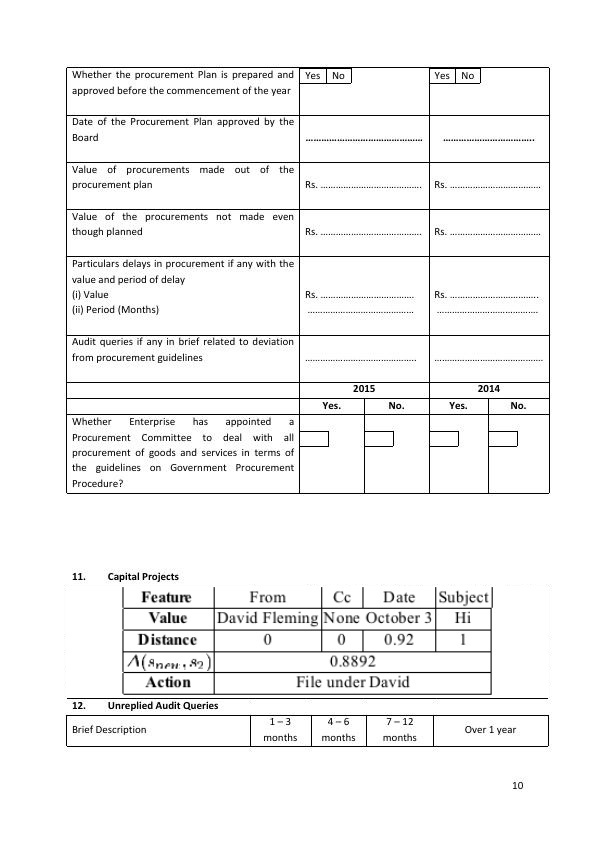 Whether the procurement Plan is prepared and
approved before the commencement of the year
Yes No
Yes No
Date of the Procurement Plan approved by the
Board
……………………………………… ……………………………..
Value of procurements made out of the
procurement plan
Rs. …………………………………. Rs. ………………………………
Value of the procurements not made even
though planned
Rs. …………………………………. Rs. ………………………………
Particulars delays in procurement if any with the
value and period of delay
(i) Value
(ii) Period (Months)
Rs. ……………………………… Rs. ……………………………..
…………………………………. …………………………………
Audit queries if any in brief related to deviation
from procurement guidelines
……………………………………. ……………………………………
2015 2014
Yes. No. Yes. No.
Whether Enterprise has appointed a
Procurement Committee to deal with all
procurement of goods and services in terms of
the guidelines on Government Procurement
Procedure?
11. Capital Projects
Feature From Cc Date Subject
Value David Fleming None October 3 Hi
Distance 0 0 0.92 1
Λ(s_new, s_2) 0.8892
Action File under David
12. Unreplied Audit Queries
Brief Description
1 – 3
months
4 – 6
months
7 – 12
months
Over 1 year
10